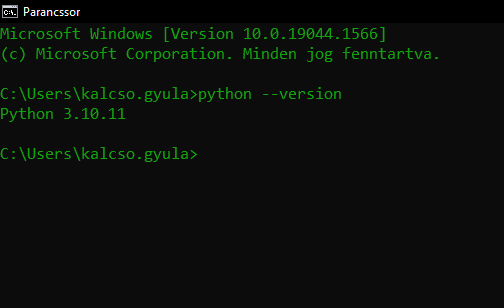 Parancssor
Microsoft Windows [Version 10.0.19044.1566]
(c) Microsoft Corporation. Minden jog fenntartva.
C:\Users\kalcso.gyula>python --version
Python 3.10.11
C:\Users\kalcso.gyula>